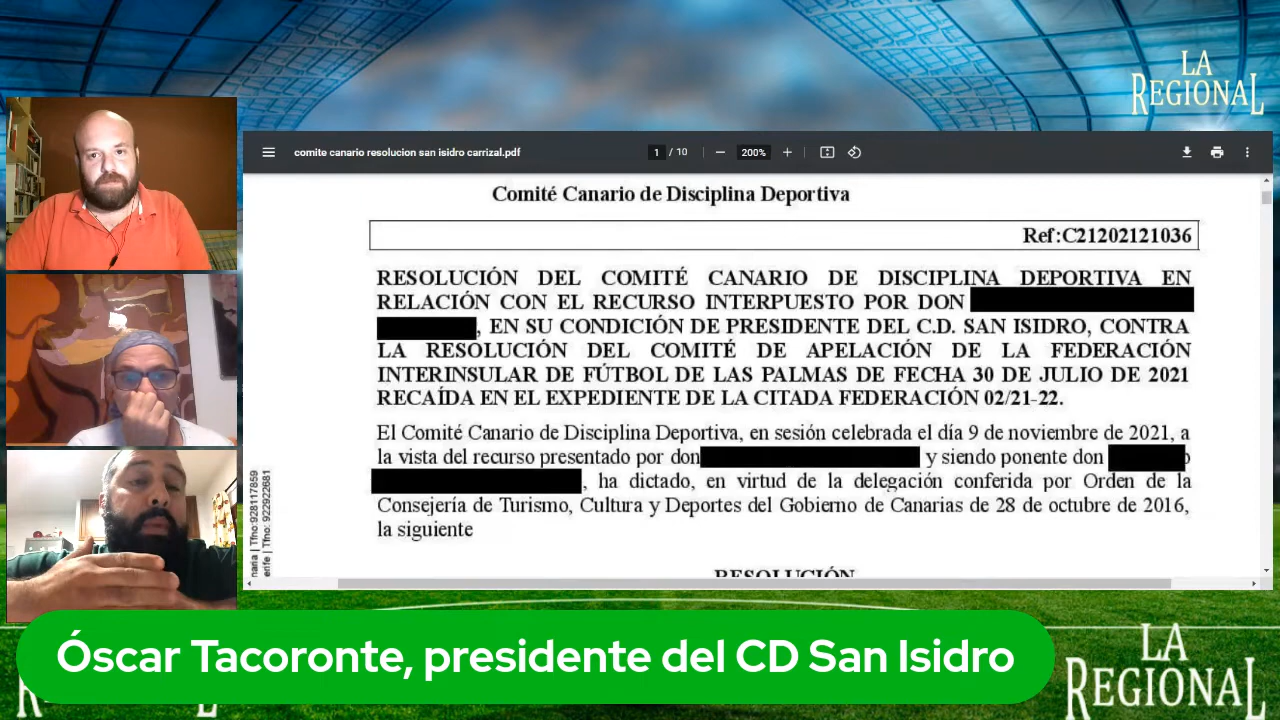 LA
REGIONAL
comite canario resolucion san isidro carrizal.pdf
1 / 10
200%
Comité Canario de Disciplina Deportiva
Ref:C21202121036
RESOLUCIÓN DEL COMITÉ CANARIO DE DISCIPLINA DEPORTIVA EN
RELACIÓN CON EL RECURSO INTERPUESTO POR DON
, EN SU CONDICIÓN DE PRESIDENTE DEL C.D. SAN ISIDRO, CONTRA
LA RESOLUCIÓN DEL COMITÉ DE APELACIÓN DE LA FEDERACIÓN
INTERINSULAR DE FÚTBOL DE LAS PALMAS DE FECHA 30 DE JULIO DE 2021
RECAÍDA EN EL EXPEDIENTE DE LA CITADA FEDERACIÓN 02/21-22.
El Comité Canario de Disciplina Deportiva, en sesión celebrada el día 9 de noviembre de 2021, a
la vista del recurso presentado por don y siendo ponente don
, ha dictado, en virtud de la delegación conferida por Orden de la
Consejería de Turismo, Cultura y Deportes del Gobierno de Canarias de 28 de octubre de 2016,
la siguiente
RESOLUCIÓN
naria | Tfno:928117859
erife | Tfno: 922922681
Óscar Tacoronte, presidente del CD San Isidro
LA
REGIONAL